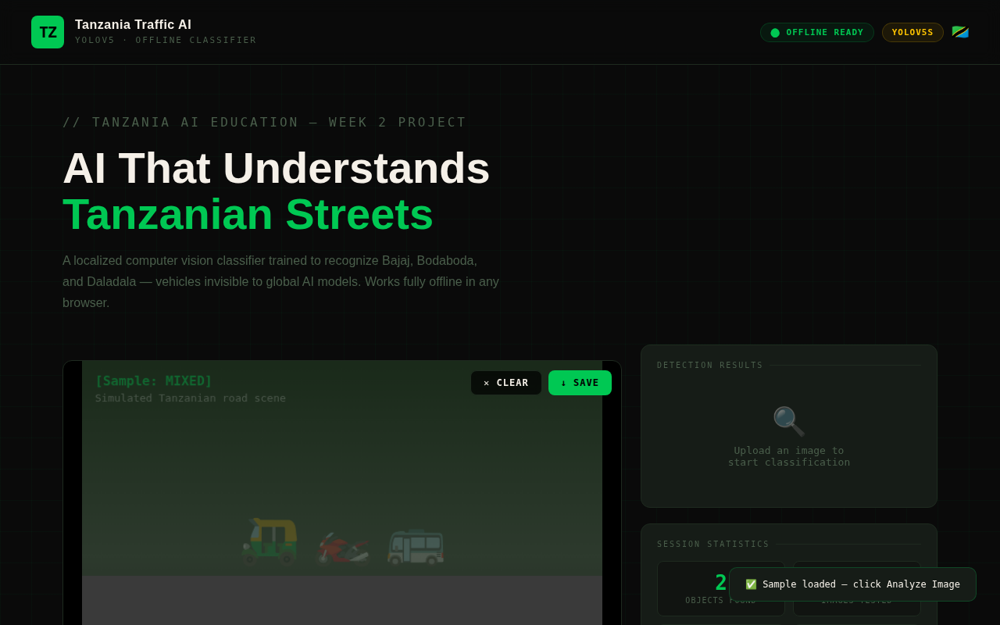 TZ
Tanzania Traffic AI
YOLOV5 · OFFLINE CLASSIFIER
OFFLINE READY
YOLOV5S
// TANZANIA AI EDUCATION — WEEK 2 PROJECT
AI That Understands
Tanzanian Streets
A localized computer vision classifier trained to recognize Bajaj, Bodaboda,
and Daladala — vehicles invisible to global AI models. Works fully offline in any
browser.
[Sample: MIXED]
Simulated Tanzanian road scene
✕ CLEAR
↓ SAVE
DETECTION RESULTS
Upload an image to
start classification
SESSION STATISTICS
2
OBJECTS FOUND
IMAGES TESTED
✅ Sample loaded — click Analyze Image